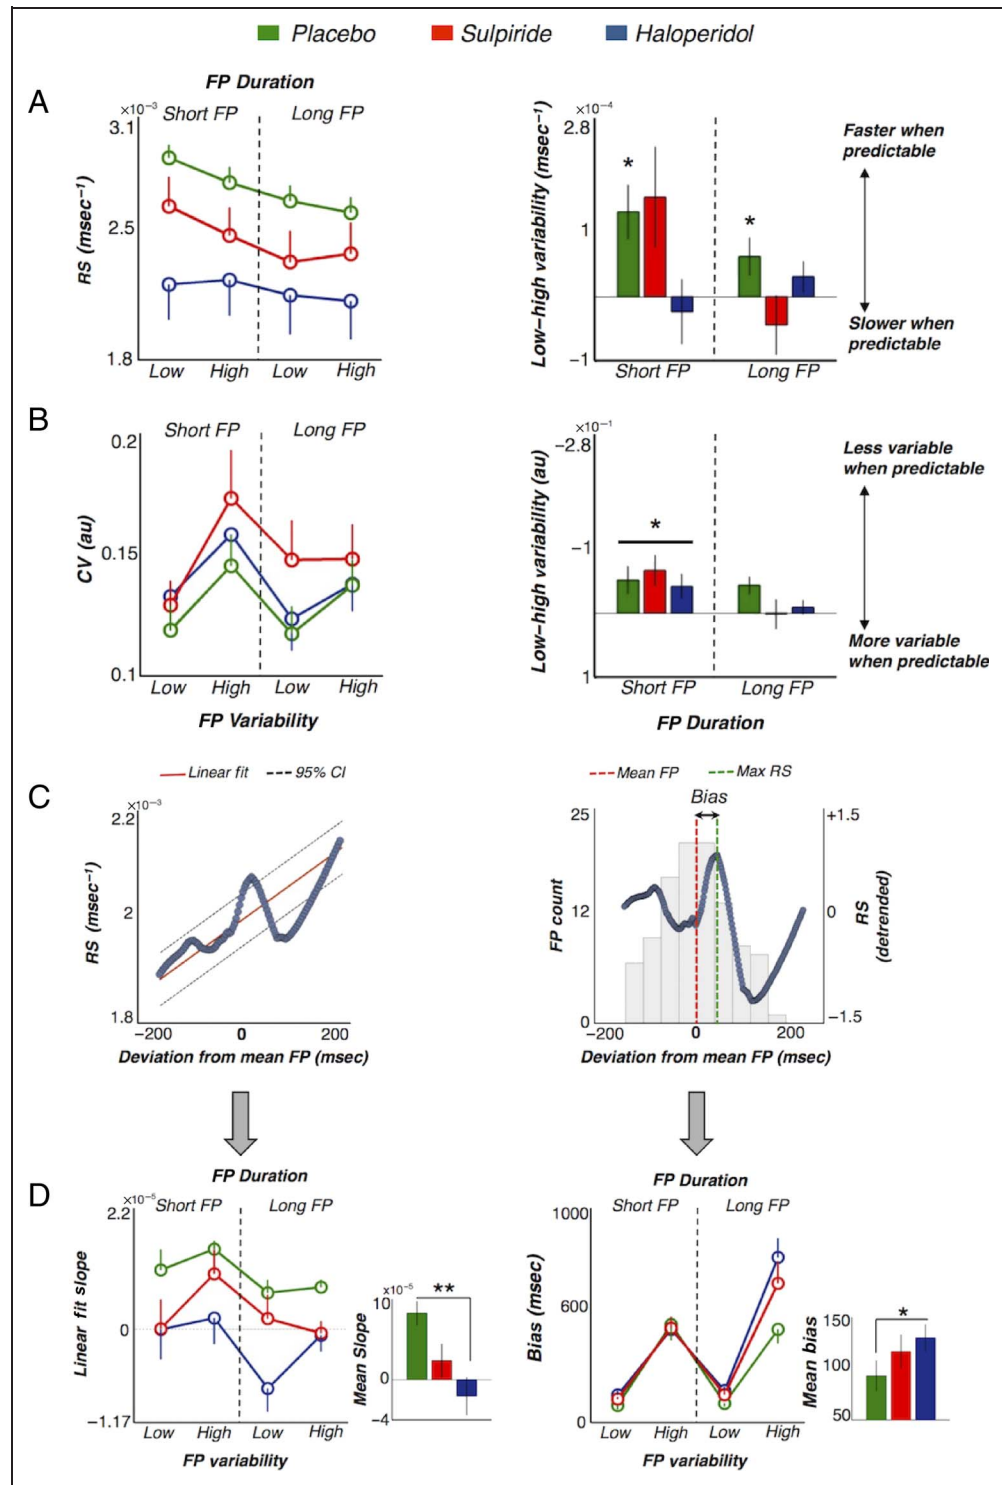 Placebo Sulpiride Haloperidol
A
FP Duration
×10⁻³
Short FP Long FP
3.1
2.5
1.8
RS (msec⁻¹)
Low High Low High
×10⁻⁴
2.8
1
−1
Low−high variability (msec⁻¹)
* *
Short FP Long FP
Faster when
predictable
Slower when
predictable
B
Short FP Long FP
0.2
0.15
0.1
CV (au)
Low High Low High
FP Variability
×10⁻¹
−2.8
−1
1
Low−high variability (au)
*
Short FP Long FP
FP Duration
Less variable
when predictable
More variable
when predictable
C
Linear fit 95% CI
×10⁻³
2.2
2
1.8
RS (msec⁻¹)
−200 0 200
Deviation from mean FP (msec)
Mean FP Max RS
Bias
25
12
0
FP count
+1.5
0
−1.5
RS
(detrended)
−200 0 200
Deviation from mean FP (msec)
D
FP Duration
×10⁻⁵
Short FP Long FP
2.2
0
−1.17
Linear fit slope
Low High Low High
FP variability
×10⁻⁵
10
0
−4
Mean Slope
**
FP Duration
Short FP Long FP
1000
600
0
Bias (msec)
Low High Low High
FP variability
150
100
50
Mean bias
*